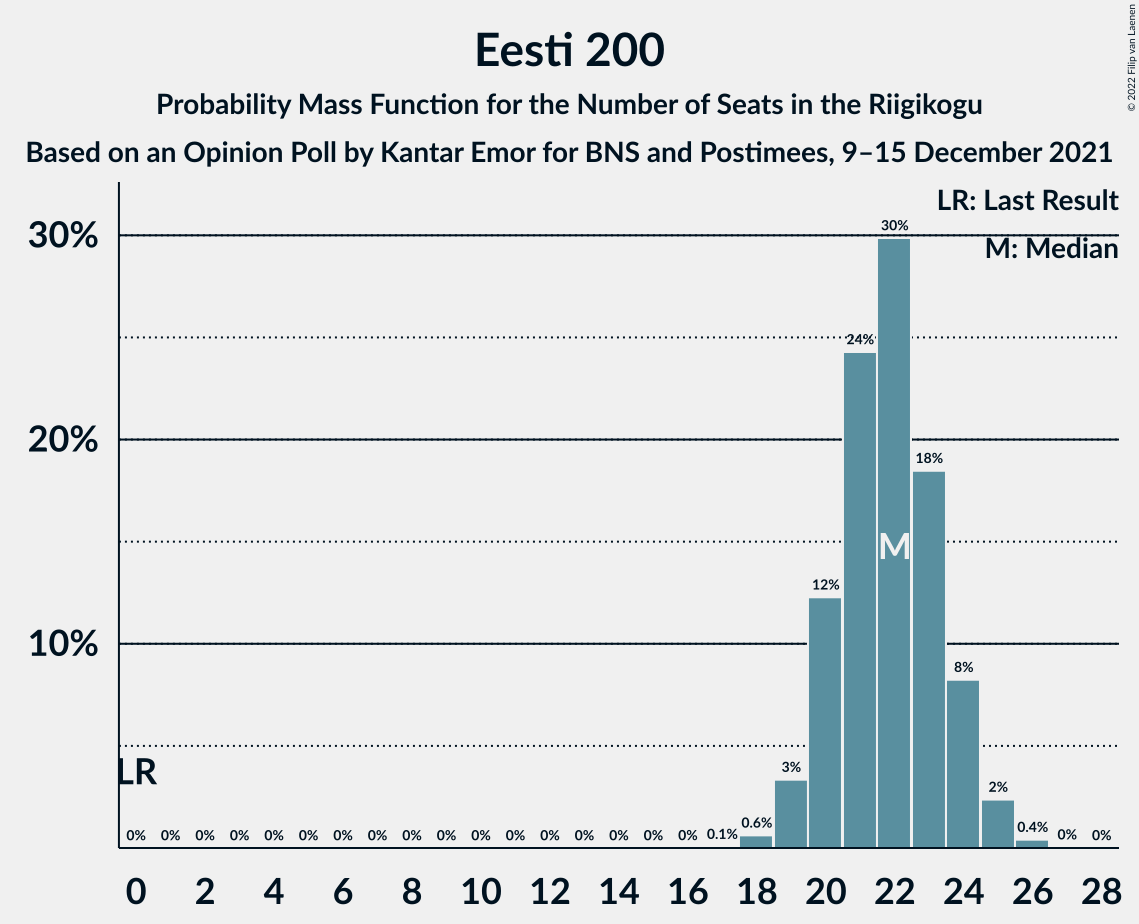 Eesti 200
Probability Mass Function for the Number of Seats in the Riigikogu
Based on an Opinion Poll by Kantar Emor for BNS and Postimees, 9–15 December 2021
© 2022 Filip van Laenen
LR: Last Result
M: Median
30%
20%
10%
30%
24%
18%
12%
8%
3%
2%
0.6%
0.4%
0.1%
M
LR
0% 0% 0% 0% 0% 0% 0% 0% 0% 0% 0% 0% 0% 0% 0% 0% 0% 0% 0%
0 2 4 6 8 10 12 14 16 18 20 22 24 26 28